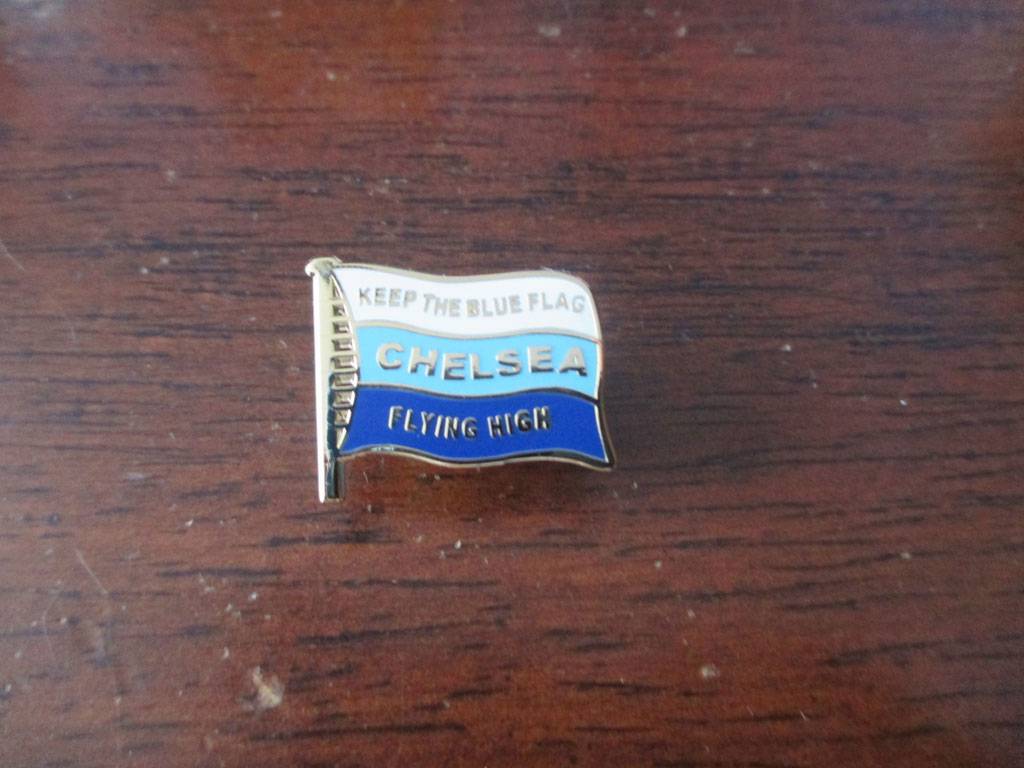 KEEP THE BLUE FLAG
CHELSEA
FLYING HIGH